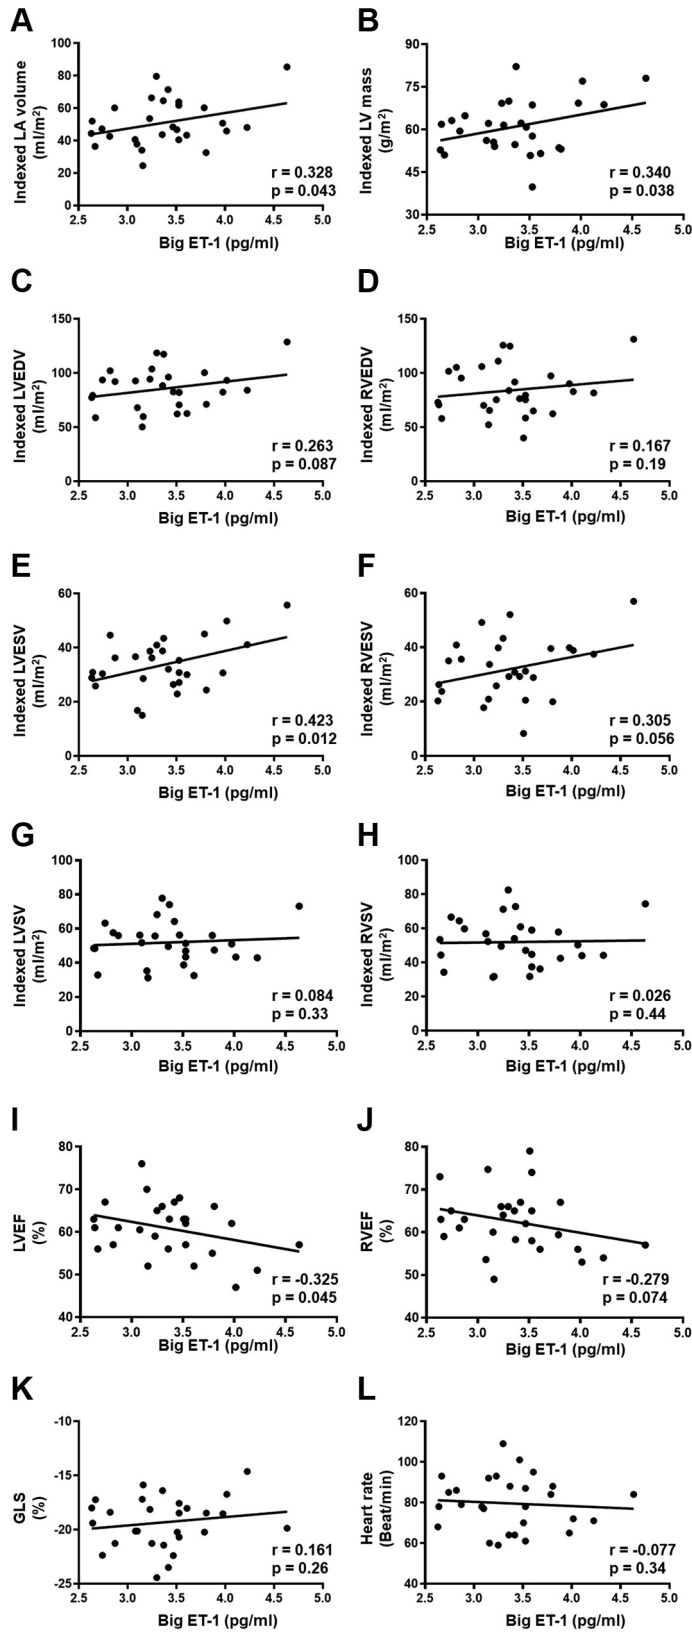 A
Indexed LA volume
(ml/m²)
100
80
60
40
20
0
r = 0.328
p = 0.043
2.5 3.0 3.5 4.0 4.5 5.0
Big ET-1 (pg/ml)
B
Indexed LV mass
(g/m²)
90
75
60
45
30
r = 0.340
p = 0.038
2.5 3.0 3.5 4.0 4.5 5.0
Big ET-1 (pg/ml)
C
Indexed LVEDV
(ml/m²)
150
100
50
0
r = 0.263
p = 0.087
2.5 3.0 3.5 4.0 4.5 5.0
Big ET-1 (pg/ml)
D
Indexed RVEDV
(ml/m²)
150
100
50
0
r = 0.167
p = 0.19
2.5 3.0 3.5 4.0 4.5 5.0
Big ET-1 (pg/ml)
E
Indexed LVESV
(ml/m²)
60
40
20
0
r = 0.423
p = 0.012
2.5 3.0 3.5 4.0 4.5 5.0
Big ET-1 (pg/ml)
F
Indexed RVESV
(ml/m²)
60
40
20
0
r = 0.305
p = 0.056
2.5 3.0 3.5 4.0 4.5 5.0
Big ET-1 (pg/ml)
G
Indexed LVSV
(ml/m²)
100
80
60
40
20
0
r = 0.084
p = 0.33
2.5 3.0 3.5 4.0 4.5 5.0
Big ET-1 (pg/ml)
H
Indexed RVSV
(ml/m²)
100
80
60
40
20
0
r = 0.026
p = 0.44
2.5 3.0 3.5 4.0 4.5 5.0
Big ET-1 (pg/ml)
I
LVEF
(%)
80
70
60
50
40
r = -0.325
p = 0.045
2.5 3.0 3.5 4.0 4.5 5.0
Big ET-1 (pg/ml)
J
RVEF
(%)
80
70
60
50
40
r = -0.279
p = 0.074
2.5 3.0 3.5 4.0 4.5 5.0
Big ET-1 (pg/ml)
K
GLS
(%)
-10
-15
-20
-25
r = 0.161
p = 0.26
2.5 3.0 3.5 4.0 4.5 5.0
Big ET-1 (pg/ml)
L
Heart rate
(Beat/min)
120
100
80
60
40
r = -0.077
p = 0.34
2.5 3.0 3.5 4.0 4.5 5.0
Big ET-1 (pg/ml)